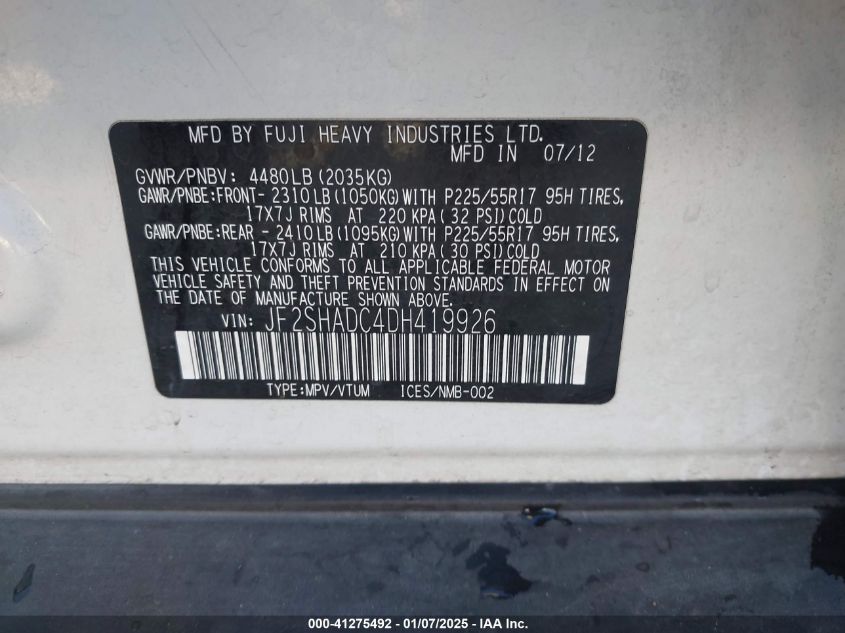 MFD BY FUJI HEAVY INDUSTRIES LTD.
MFD IN 07/12
GVWR/PNBV: 4480LB(2035KG)
GAWR/PNBE:FRONT- 2310LB(1050KG)WITH P225/55R17 95H TIRES,
17X7J RIMS AT 220 KPA(32 PSI)COLD
GAWR/PNBE:REAR - 2410LB(1095KG)WITH P225/55R17 95H TIRES,
17X7J RIMS AT 210 KPA(30 PSI)COLD
THIS VEHICLE CONFORMS TO ALL APPLICABLE FEDERAL MOTOR
VEHICLE SAFETY AND THEFT PREVENTION STANDARDS IN EFFECT ON
THE DATE OF MANUFACTURE SHOWN ABOVE.
VIN: JF2SHADC4DH419926
TYPE:MPV/VTUM ICES/NMB-002
000-41275492 - 01/07/2025 - IAA Inc.